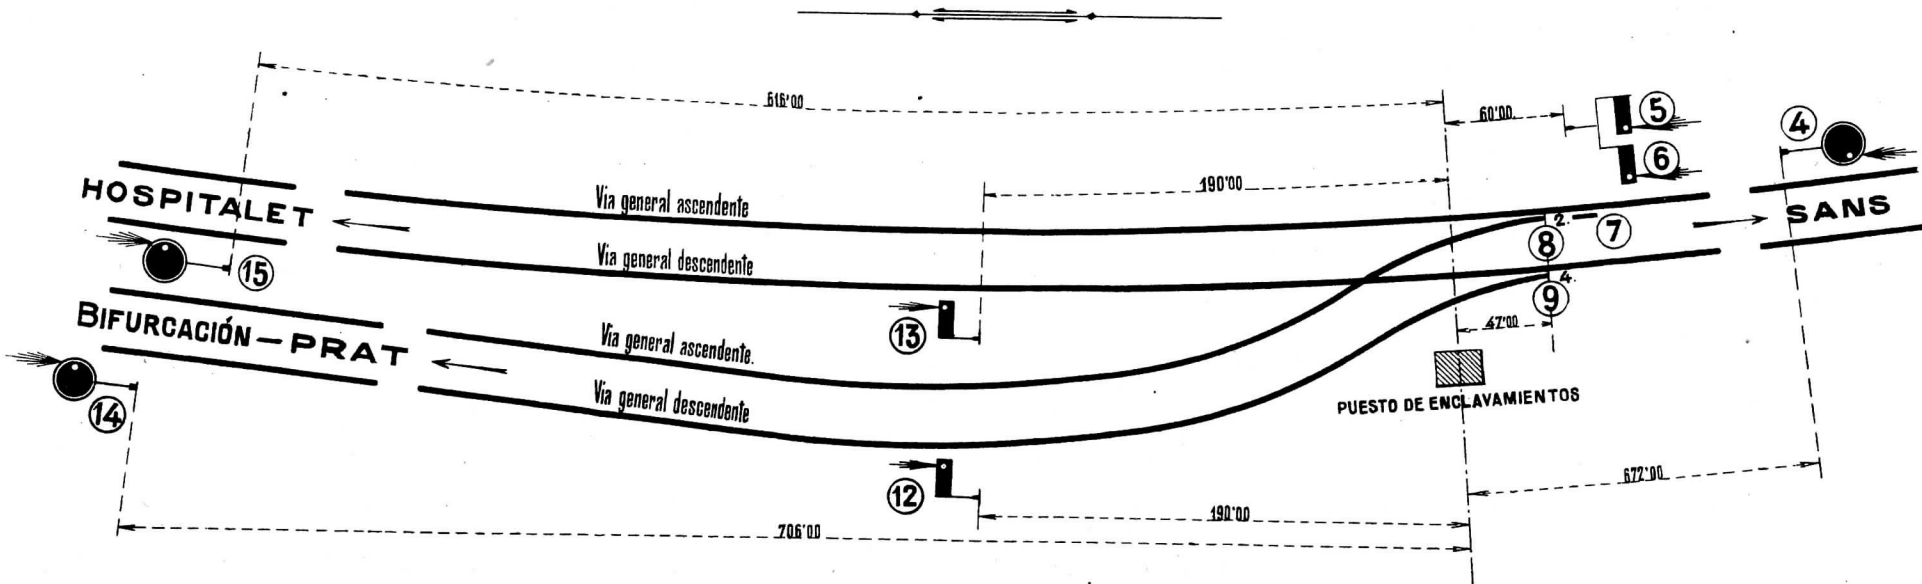 616'00
60'00
5
4
6
190'00
HOSPITALET
Via general ascendente
SANS
2.
7
8
Via general descendente
15
4.
9
BIFURCACIÓN-PRAT
13
47'00
Via general ascendente.
14
Via general descendente
PUESTO DE ENCLAVAMIENTOS
12
672'00
190'00
706'00